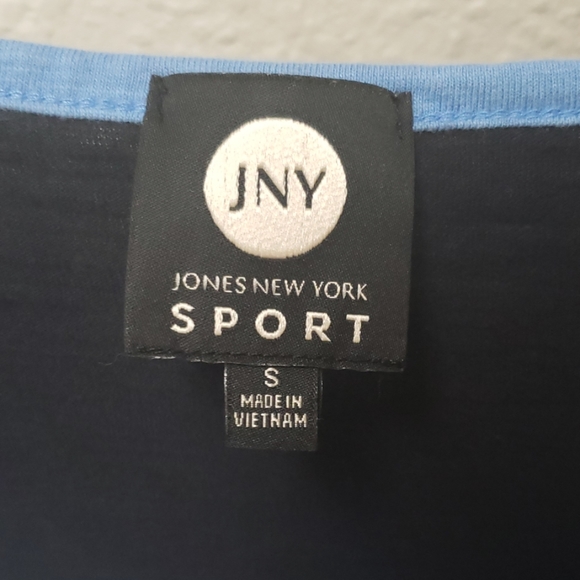 JNY
JONES NEW YORK
SPORT
S
MADE IN
VIETNAM